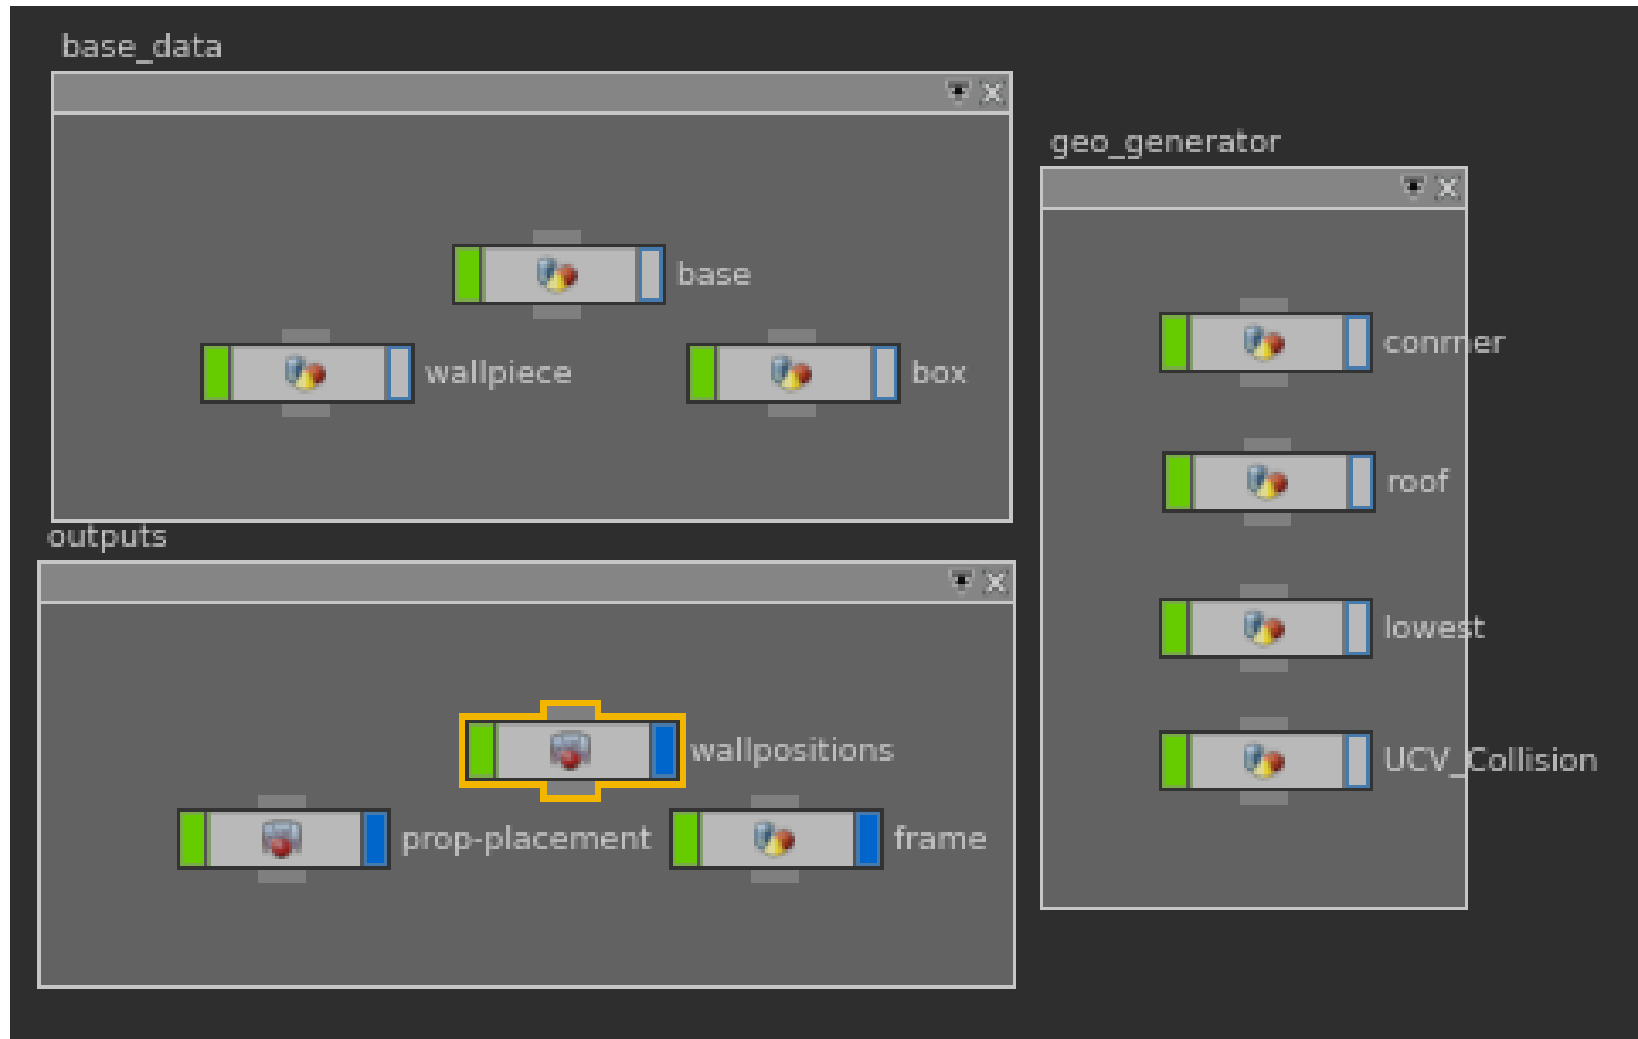 base_data
base
wallpiece
box
outputs
wallpositions
prop-placement
frame
geo_generator
conrner
roof
lowest
UCV_Collision